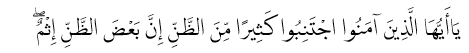 يَاأَيُّهَا الَّذِينَ آمَنُوا اجْتَنِبُوا كَثِيرًا مِّنَ الظَّنِّ إِنَّ بَعْضَ الظَّنِّ إِثْمٌ ۖ